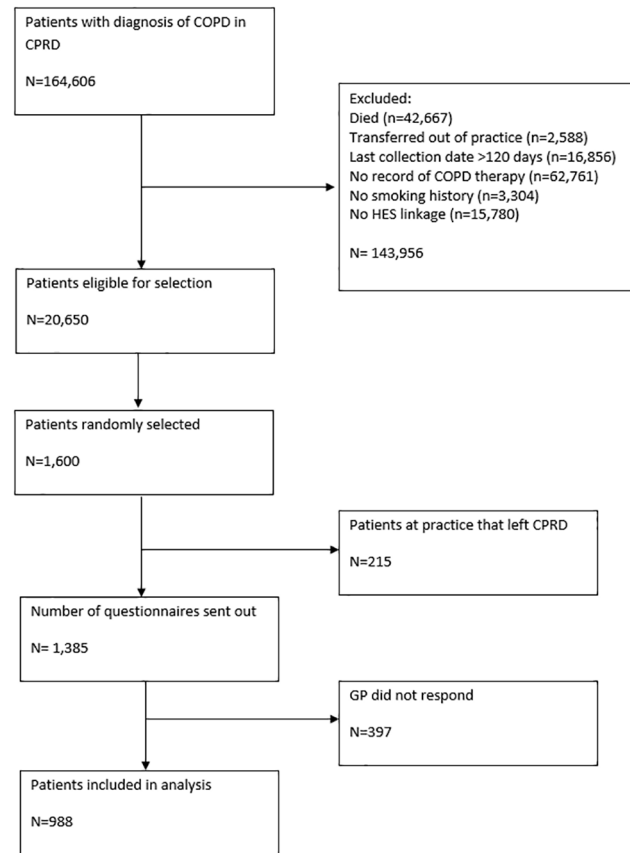 Patients with diagnosis of COPD in
CPRD
N=164,606
Excluded:
Died (n=42,667)
Transferred out of practice (n=2,588)
Last collection date >120 days (n=16,856)
No record of COPD therapy (n=62,761)
No smoking history (n=3,304)
No HES linkage (n=15,780)
N= 143,956
Patients eligible for selection
N=20,650
Patients randomly selected
N=1,600
Patients at practice that left CPRD
N=215
Number of questionnaires sent out
N= 1,385
GP did not respond
N=397
Patients included in analysis
N=988